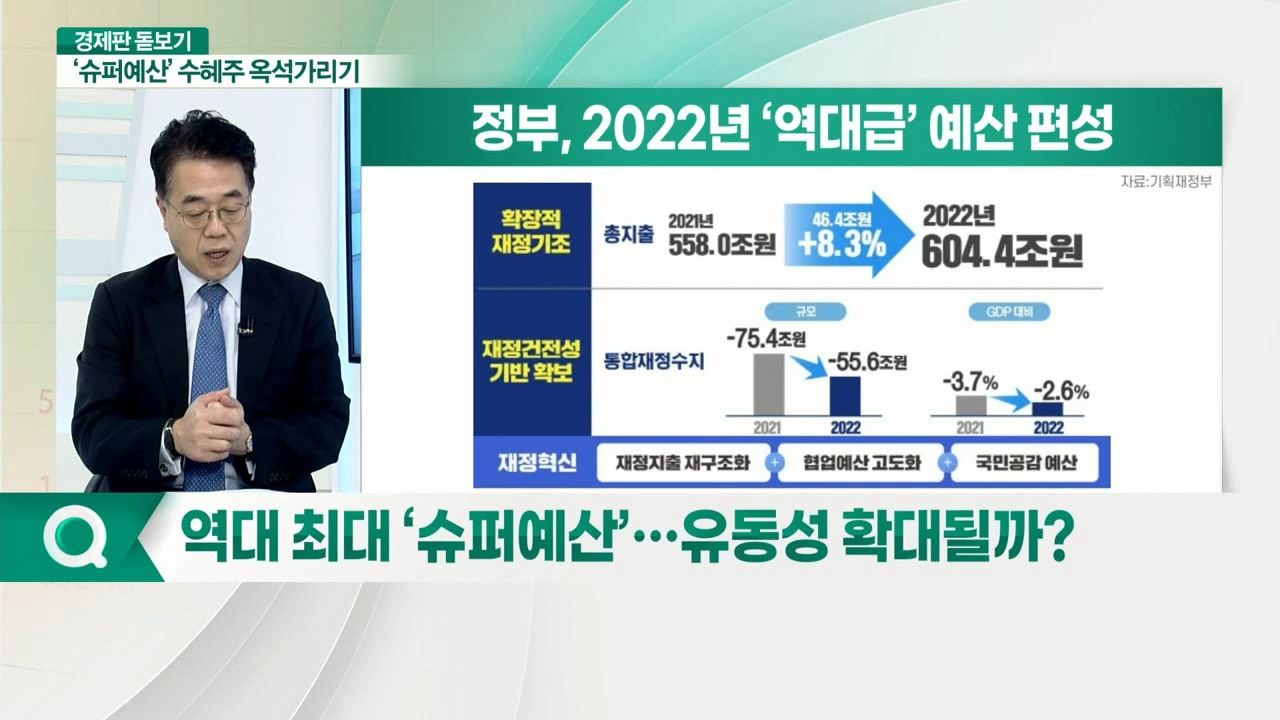 경제판 돋보기
‘슈퍼예산’ 수혜주 옥석가리기
정부, 2022년 ‘역대급’ 예산 편성
자료:기획재정부
확장적
재정기조
총지출
2021년
558.0조원
46.4조원
+8.3%
2022년
604.4조원
재정건전성
기반 확보
통합재정수지
규모
-75.4조원
-55.6조원
2021
2022
GDP 대비
-3.7%
-2.6%
2021
2022
재정혁신
재정지출 재구조화 + 협업예산 고도화 + 국민공감 예산
역대 최대 ‘슈퍼예산’…유동성 확대될까?
5
1